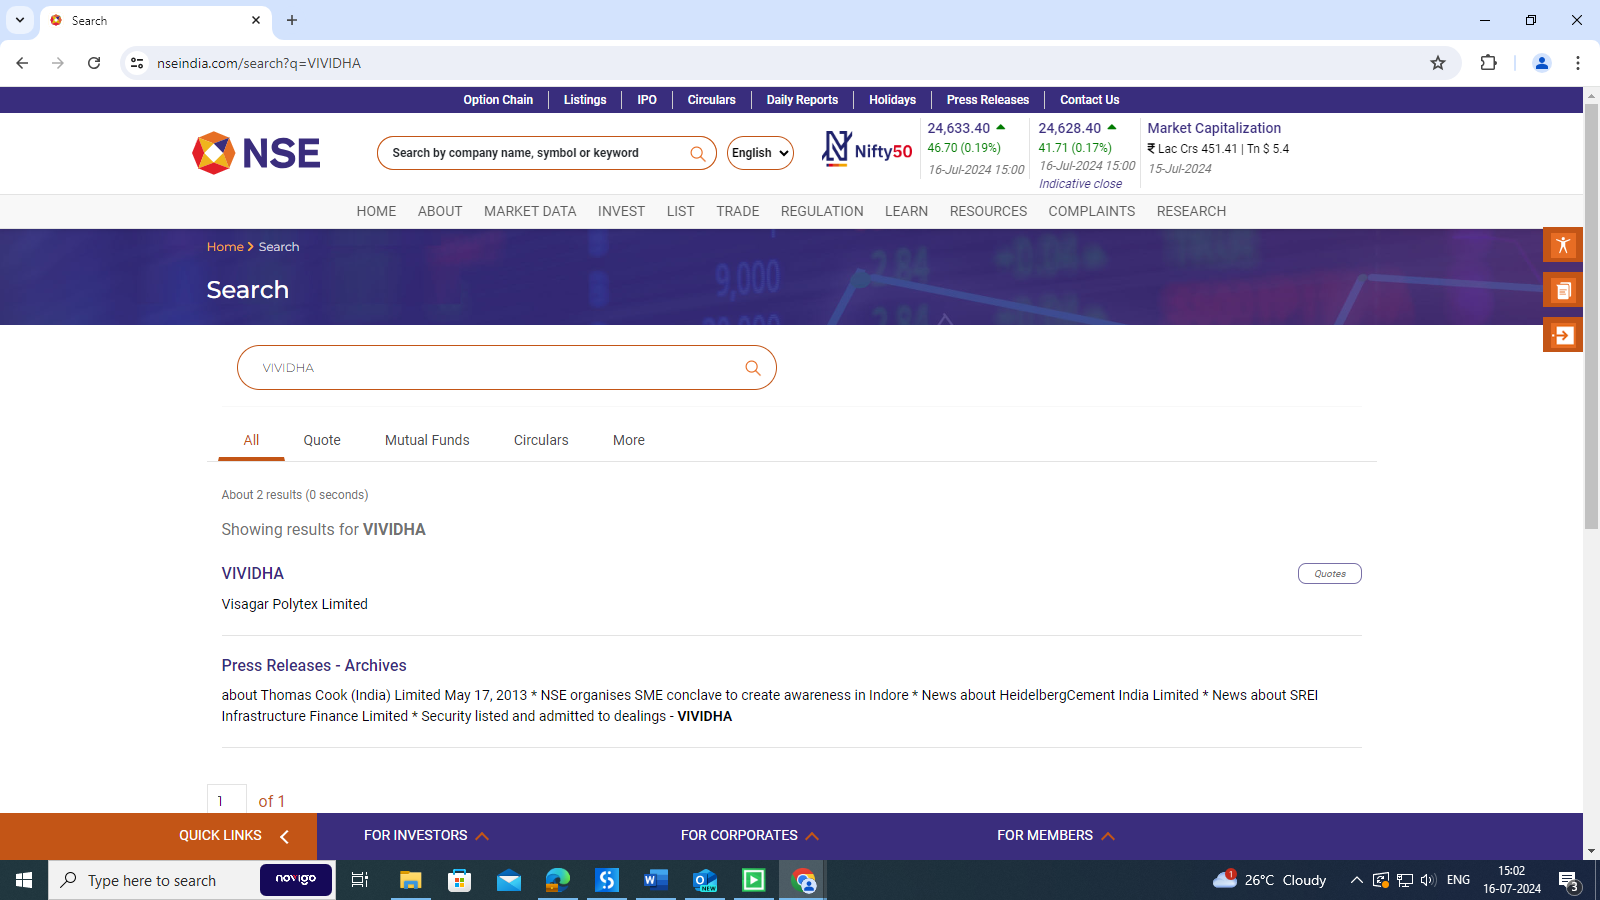 Search
nseindia.com/search?q=VIVIDHA
Option Chain
Listings
IPO
Circulars
Daily Reports
Holidays
Press Releases
Contact Us
NSE
Search by company name, symbol or keyword
English
Nifty50
24,633.40
46.70 (0.19%)
16-Jul-2024 15:00
24,628.40
41.71 (0.17%)
16-Jul-2024 15:00
Indicative close
Market Capitalization
₹ Lac Crs 451.41 | Tn $ 5.4
15-Jul-2024
HOME
ABOUT
MARKET DATA
INVEST
LIST
TRADE
REGULATION
LEARN
RESOURCES
COMPLAINTS
RESEARCH
Home
Search
Search
9,000
2.84
2.84
VIVIDHA
All
Quote
Mutual Funds
Circulars
More
About 2 results (0 seconds)
Showing results for VIVIDHA
VIVIDHA
Quotes
Visagar Polytex Limited
Press Releases - Archives
about Thomas Cook (India) Limited May 17, 2013 * NSE organises SME conclave to create awareness in Indore * News about HeidelbergCement India Limited * News about SREI
Infrastructure Finance Limited * Security listed and admitted to dealings - VIVIDHA
1 of 1
QUICK LINKS
FOR INVESTORS
FOR CORPORATES
FOR MEMBERS
Type here to search
novigo
NEW
1
26°C Cloudy
ENG
15:02
16-07-2024
3